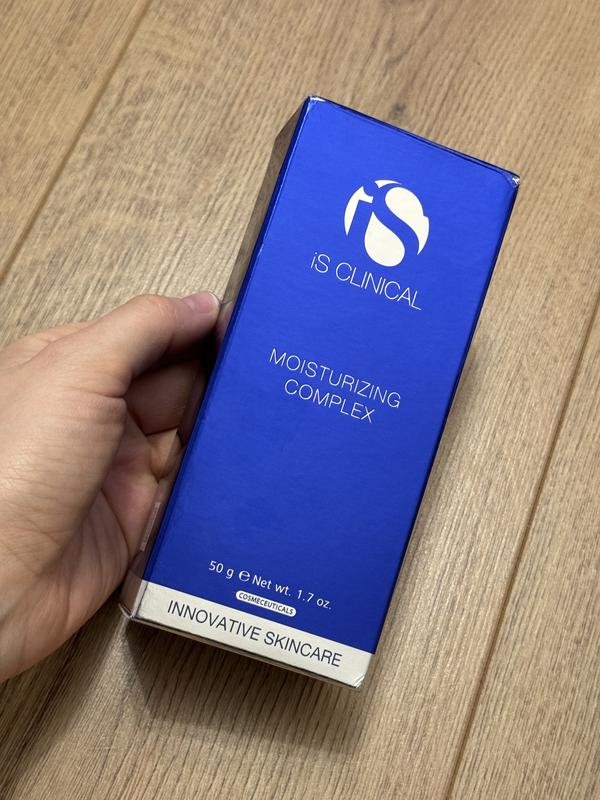 iS
iS CLINICAL
MOISTURIZING
COMPLEX
50 g ℮ Net wt. 1.7 oz.
COSMECEUTICALS
INNOVATIVE SKINCARE